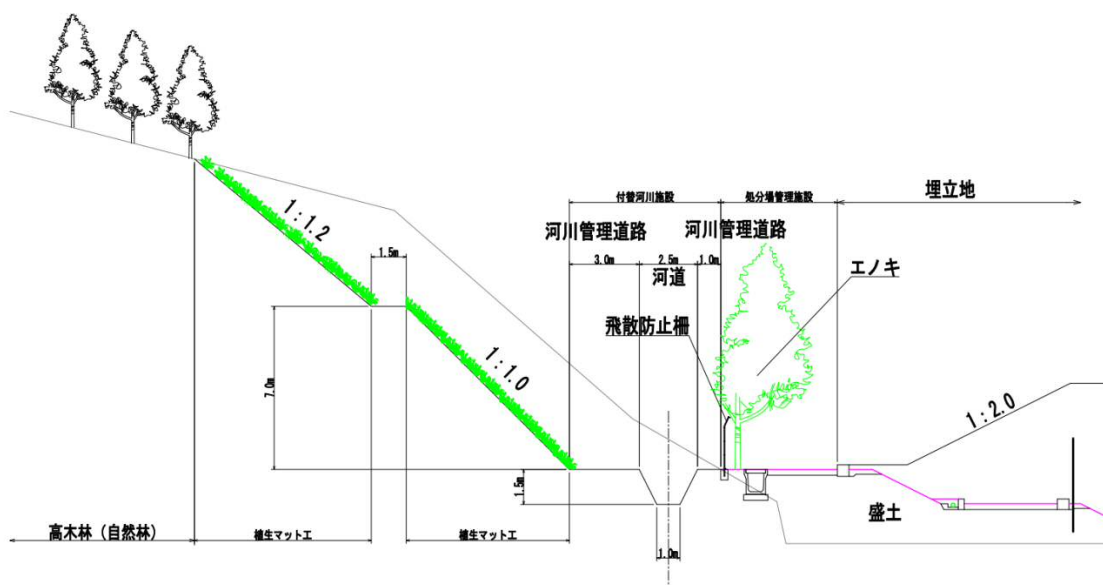 付替河川施設
処分場管理施設
埋立地
河川管理道路
河川管理道路
3.0m
2.5m
1.0m
河道
エノキ
飛散防止柵
1:1.2
1.5m
1:1.0
7.0m
1:2.0
1.5m
盛土
高木林（自然林）
植生マット工
植生マット工
1.0m